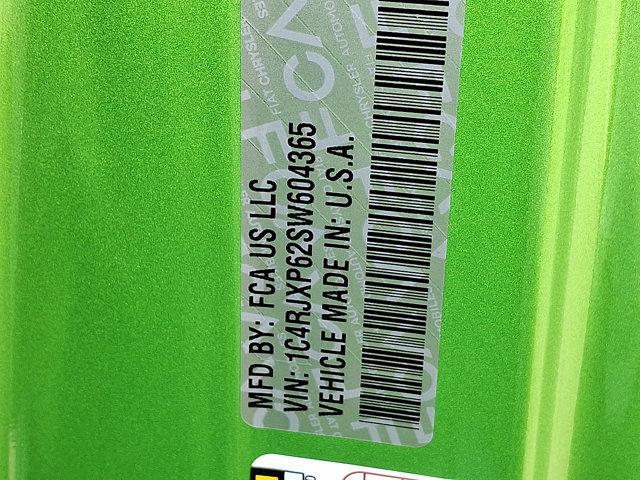 MFD BY: FCA US LLC
VIN: 1C4RJXP62SW604365
VEHICLE MADE IN: U.S.A.